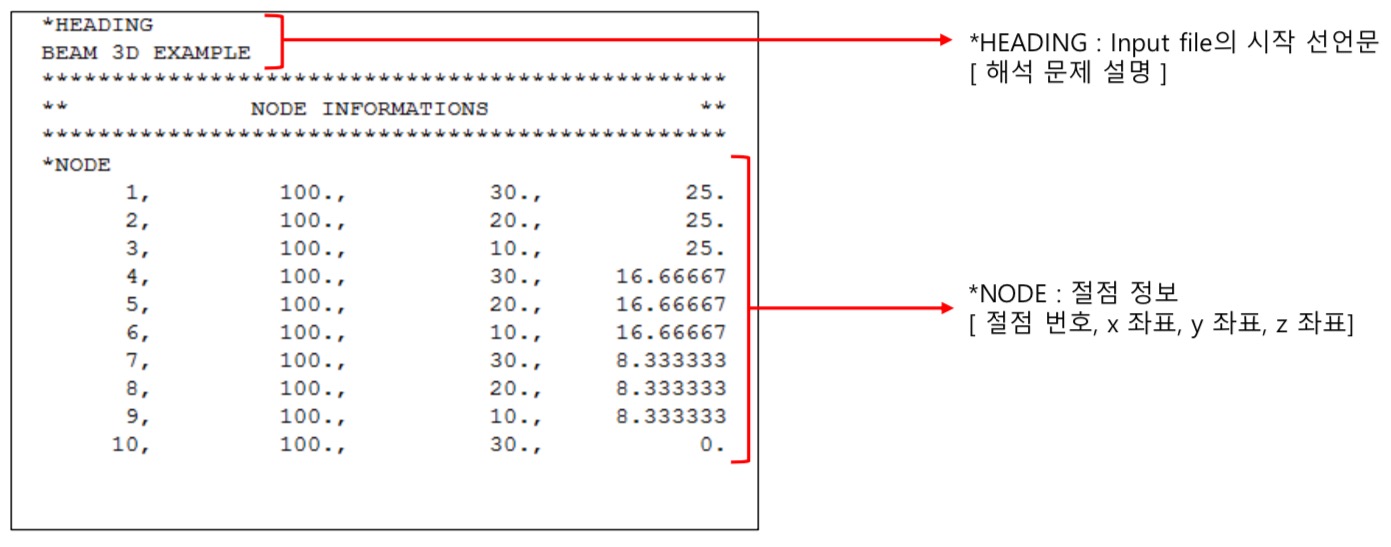 *HEADING
BEAM 3D EXAMPLE
*************************************************
** NODE INFORMATIONS **
*************************************************
*NODE
1, 100., 30., 25.
2, 100., 20., 25.
3, 100., 10., 25.
4, 100., 30., 16.66667
5, 100., 20., 16.66667
6, 100., 10., 16.66667
7, 100., 30., 8.333333
8, 100., 20., 8.333333
9, 100., 10., 8.333333
10, 100., 30., 0.
*HEADING : Input file의 시작 선언문
[ 해석 문제 설명 ]
*NODE : 절점 정보
[ 절점 번호, x 좌표, y 좌표, z 좌표]